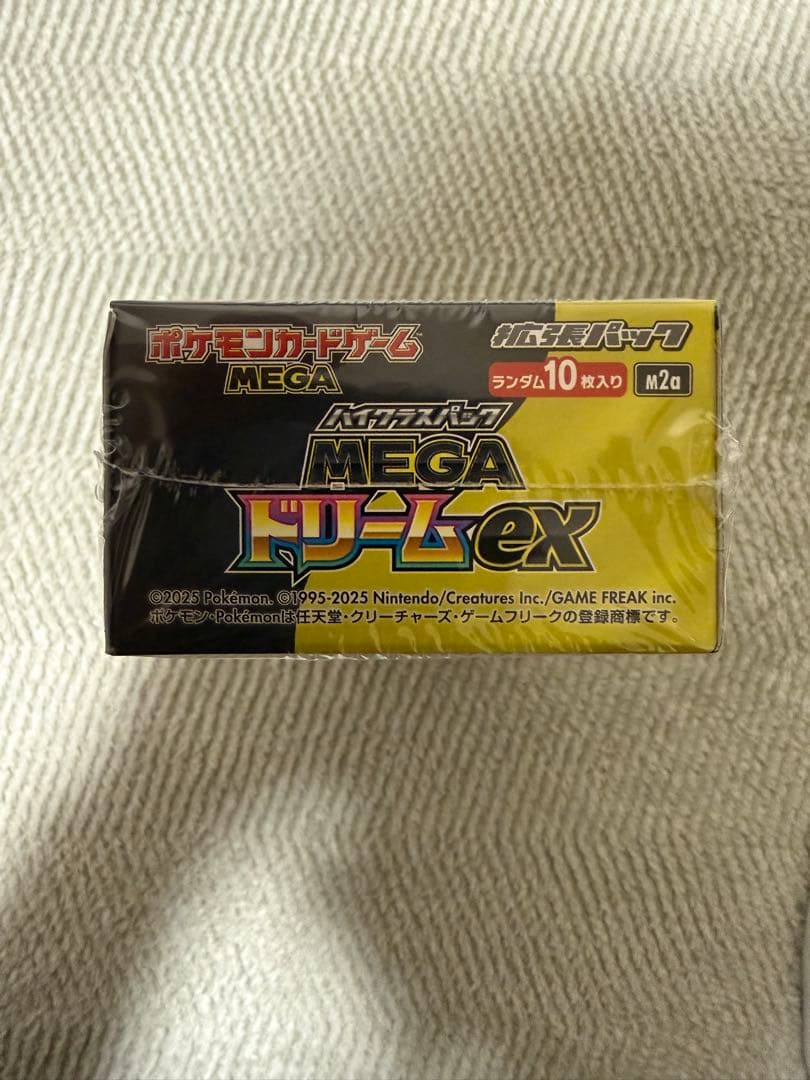 ポケモンカードゲーム™
MEGA
拡張パック
ランダム10枚入り
M2a
ハイクラスパック
MEGA
ドリームex
©2025 Pokémon. ©1995-2025 Nintendo/Creatures Inc./GAME FREAK inc.
ポケモン・Pokémonは任天堂・クリーチャーズ・ゲームフリークの登録商標です。